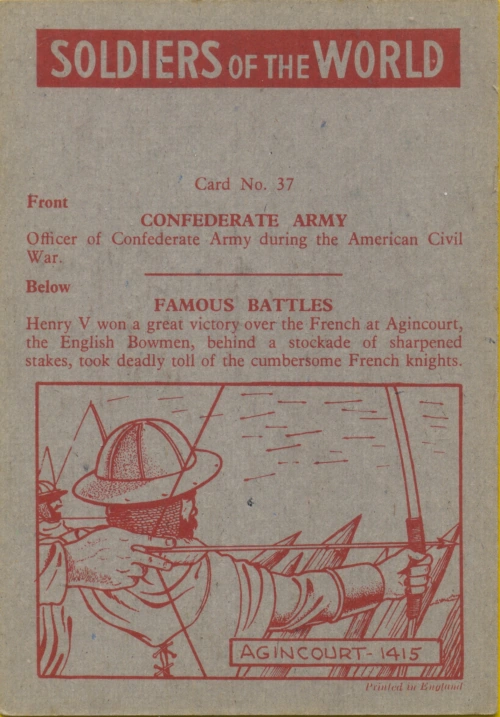 SOLDIERS OF THE WORLD
Card No. 37
Front
CONFEDERATE ARMY
Officer of Confederate Army during the American Civil
War.
Below
FAMOUS BATTLES
Henry V won a great victory over the French at Agincourt,
the English Bowmen, behind a stockade of sharpened
stakes, took deadly toll of the cumbersome French knights.
AGINCOURT - 1415
Printed in England